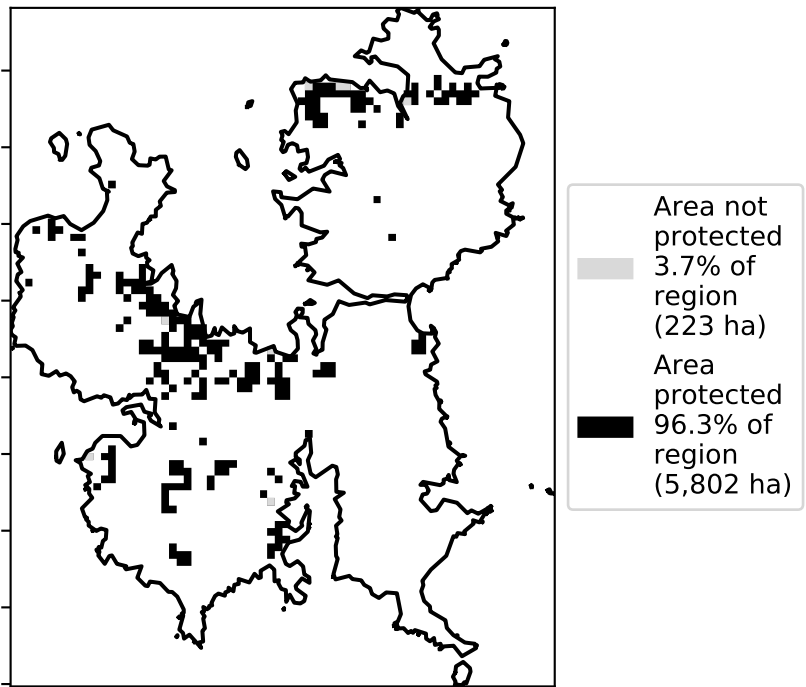 Area not
protected
3.7% of
region
(223 ha)
Area
protected
96.3% of
region
(5,802 ha)